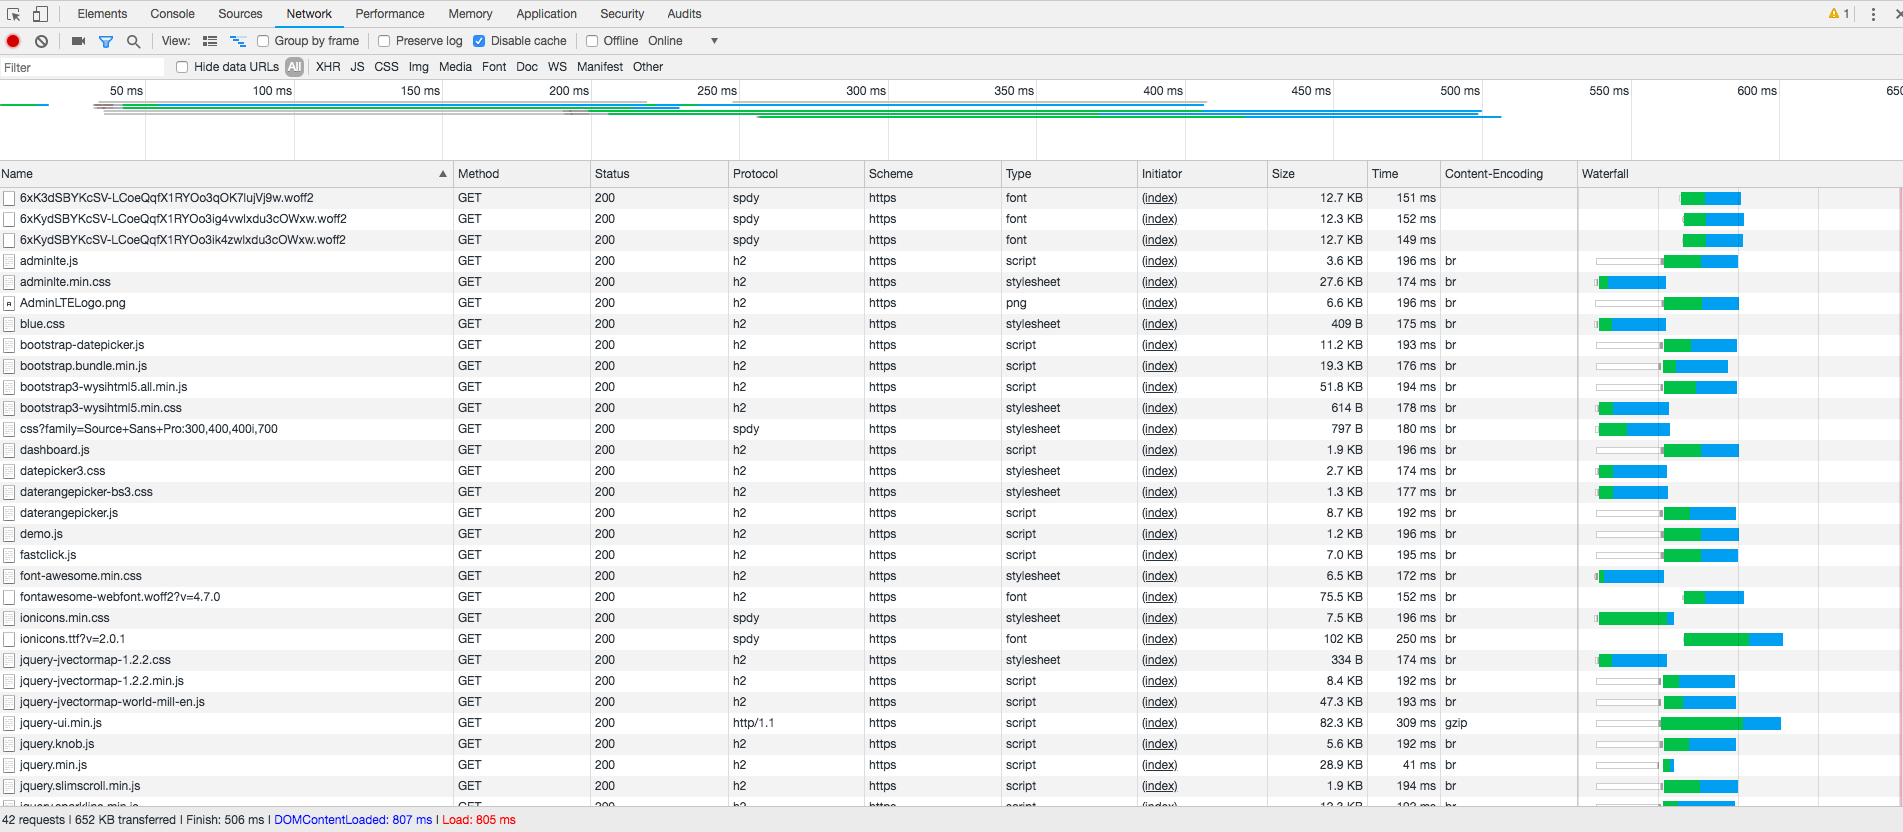 Elements Console Sources Network Performance Memory Application Security Audits 1
View: Group by frame Preserve log Disable cache Offline Online
Filter Hide data URLs All XHR JS CSS Img Media Font Doc WS Manifest Other
50 ms 100 ms 150 ms 200 ms 250 ms 300 ms 350 ms 400 ms 450 ms 500 ms 550 ms 600 ms 650
Name Method Status Protocol Scheme Type Initiator Size Time Content-Encoding Waterfall
6xK3dSBYKcSV-LCoeQqfX1RYOo3qOK7lujVj9w.woff2 GET 200 spdy https font (index) 12.7 KB 151 ms
6xKydSBYKcSV-LCoeQqfX1RYOo3ig4vwlxdu3cOWxw.woff2 GET 200 spdy https font (index) 12.3 KB 152 ms
6xKydSBYKcSV-LCoeQqfX1RYOo3ik4zwlxdu3cOWxw.woff2 GET 200 spdy https font (index) 12.7 KB 149 ms
adminlte.js GET 200 h2 https script (index) 3.6 KB 196 ms br
adminlte.min.css GET 200 h2 https stylesheet (index) 27.6 KB 174 ms br
AdminLTELogo.png GET 200 h2 https png (index) 6.6 KB 196 ms br
blue.css GET 200 h2 https stylesheet (index) 409 B 175 ms br
bootstrap-datepicker.js GET 200 h2 https script (index) 11.2 KB 193 ms br
bootstrap.bundle.min.js GET 200 h2 https script (index) 19.3 KB 176 ms br
bootstrap3-wysihtml5.all.min.js GET 200 h2 https script (index) 51.8 KB 194 ms br
bootstrap3-wysihtml5.min.css GET 200 h2 https stylesheet (index) 614 B 178 ms br
css?family=Source+Sans+Pro:300,400,400i,700 GET 200 spdy https stylesheet (index) 797 B 180 ms br
dashboard.js GET 200 h2 https script (index) 1.9 KB 196 ms br
datepicker3.css GET 200 h2 https stylesheet (index) 2.7 KB 174 ms br
daterangepicker-bs3.css GET 200 h2 https stylesheet (index) 1.3 KB 177 ms br
daterangepicker.js GET 200 h2 https script (index) 8.7 KB 192 ms br
demo.js GET 200 h2 https script (index) 1.2 KB 196 ms br
fastclick.js GET 200 h2 https script (index) 7.0 KB 195 ms br
font-awesome.min.css GET 200 h2 https stylesheet (index) 6.5 KB 172 ms br
fontawesome-webfont.woff2?v=4.7.0 GET 200 h2 https font (index) 75.5 KB 152 ms br
ionicons.min.css GET 200 spdy https stylesheet (index) 7.5 KB 196 ms br
ionicons.ttf?v=2.0.1 GET 200 spdy https font (index) 102 KB 250 ms br
jquery-jvectormap-1.2.2.css GET 200 h2 https stylesheet (index) 334 B 174 ms br
jquery-jvectormap-1.2.2.min.js GET 200 h2 https script (index) 8.4 KB 192 ms br
jquery-jvectormap-world-mill-en.js GET 200 h2 https script (index) 47.3 KB 193 ms br
jquery-ui.min.js GET 200 http/1.1 https script (index) 82.3 KB 309 ms gzip
jquery.knob.js GET 200 h2 https script (index) 5.6 KB 192 ms br
jquery.min.js GET 200 h2 https script (index) 28.9 KB 41 ms br
jquery.slimscroll.min.js GET 200 h2 https script (index) 1.9 KB 194 ms br
42 requests | 652 KB transferred | Finish: 506 ms | DOMContentLoaded: 807 ms | Load: 805 ms